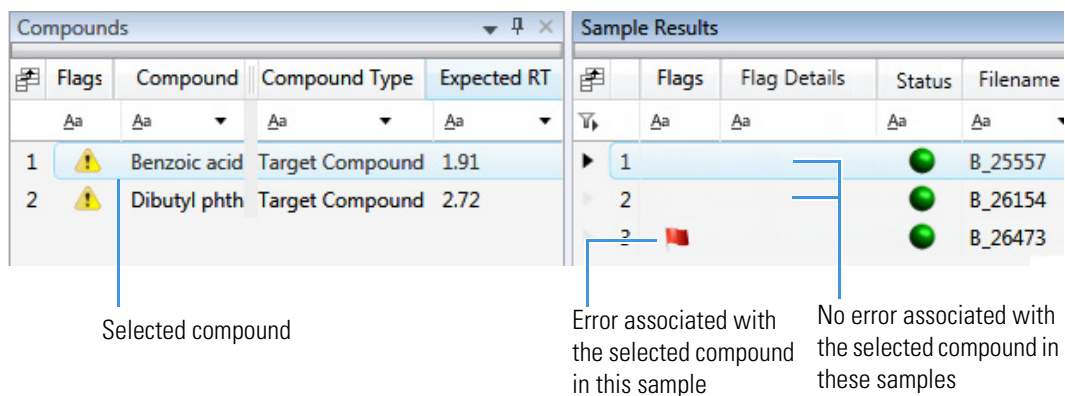 Compounds
Sample Results
Flags Compound Compound Type Expected RT
Flags Flag Details Status Filename
Aa Aa Aa Aa
Aa Aa Aa Aa
1 Benzoic acid Target Compound 1.91
1 B_25557
2 Dibutyl phth Target Compound 2.72
2 B_26154
3 B_26473
Selected compound
Error associated with
the selected compound
in this sample
No error associated with
the selected compound in
these samples